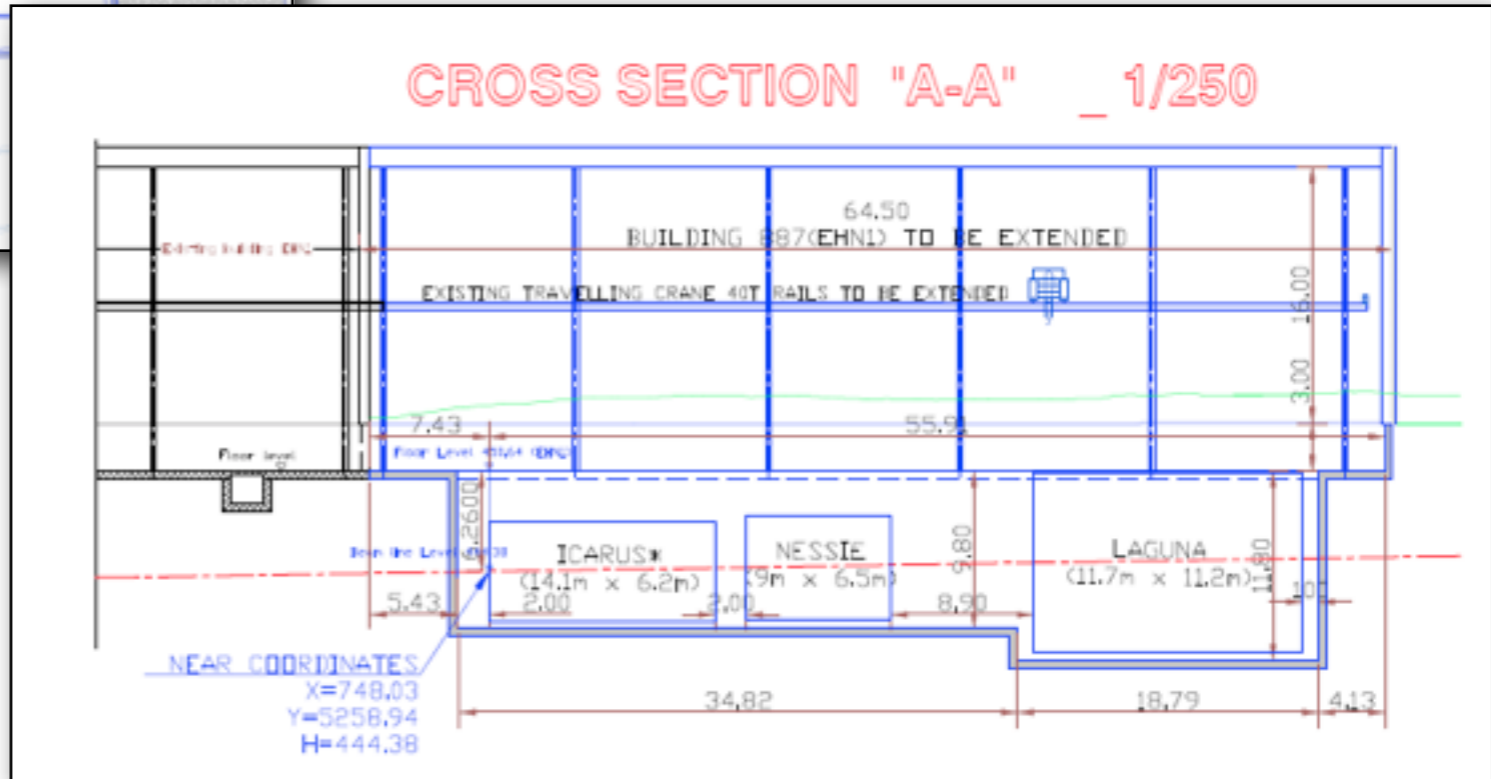 CROSS SECTION "A-A" _ 1/250
64.50
BUILDING 887(EHN1) TO BE EXTENDED
EXISTING TRAVELLING CRANE 40T RAILS TO BE EXTENDED
16.00
3.00
7.43
55.91
Floor level
Floor Level
9.80
ICARUS*
(14.1m x 6.2m)
NESSIE
(9m x 6.5m)
LAGUNA
(11.7m x 11.2m)
5.43
2.00
2.00
8.90
NEAR COORDINATES
X=748.03
Y=5258.94
H=444.38
34.82
18.79
4.13